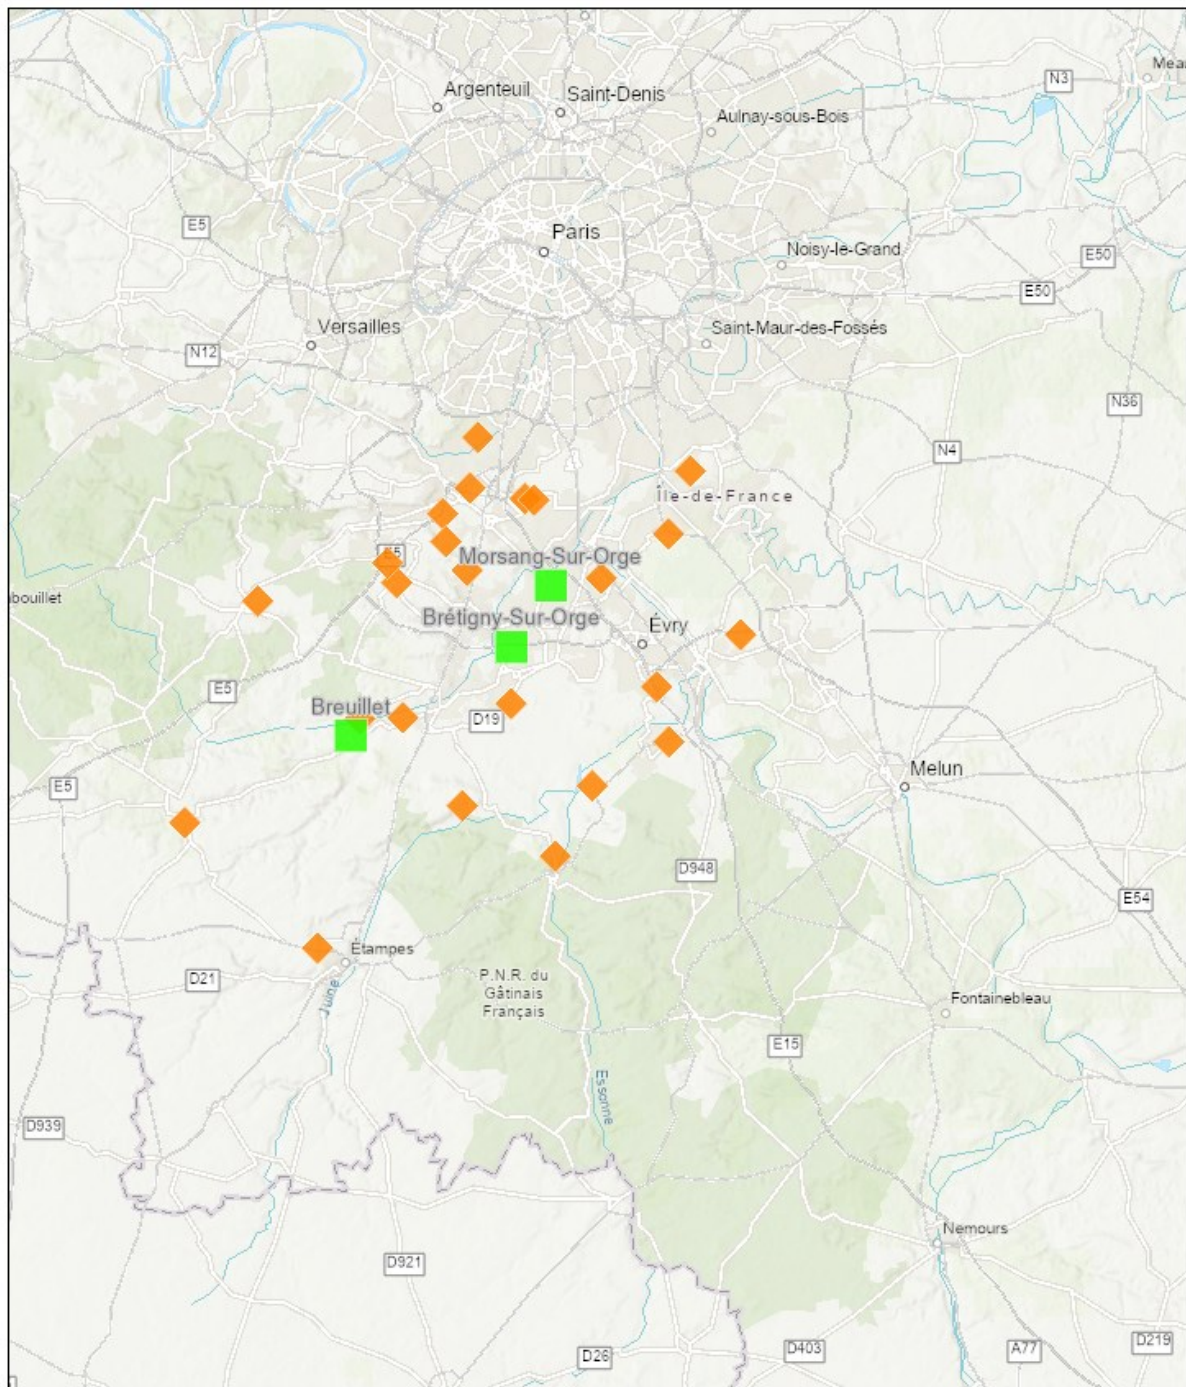 Argenteuil
Saint-Denis
N3
Aulnay-sous-Bois
E5
Paris
Noisy-le-Grand
E50
E50
Versailles
Saint-Maur-des-Fossés
N12
N36
N4
Île-de-France
E5
Morsang-Sur-Orge
Brétigny-Sur-Orge
Évry
E5
Breuillet
D19
E5
Melun
D948
E54
Étampes
D21
P.N.R. du
Gâtinais
Français
Juine
Fontainebleau
E15
Essonne
D939
Nemours
D921
D26
D403
A77
D219